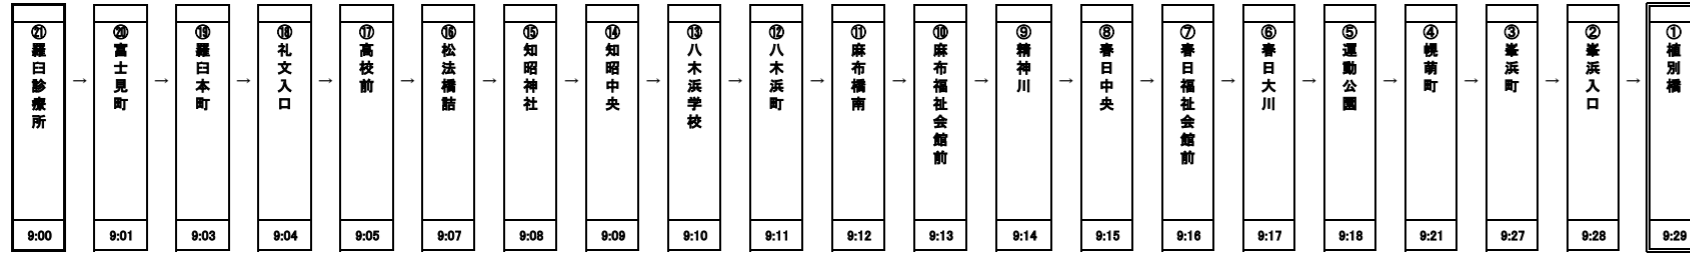 ㉑羅臼診療所
9:00
→
⑳富士見町
9:01
→
⑲羅臼本町
9:03
→
⑱礼文入口
9:04
→
⑰高校前
9:05
→
⑯松法橋詰
9:07
→
⑮知昭神社
9:08
→
⑭知昭中央
9:09
→
⑬八木浜学校
9:10
→
⑫八木浜町
9:11
→
⑪麻布橋南
9:12
→
⑩麻布福祉会館前
9:13
→
⑨精神川
9:14
→
⑧春日中央
9:15
→
⑦春日福祉会館前
9:16
→
⑥春日大川
9:17
→
⑤運動公園
9:18
→
④幌萌町
9:21
→
③峯浜町
9:27
→
②峯浜入口
9:28
→
①植別橋
9:29